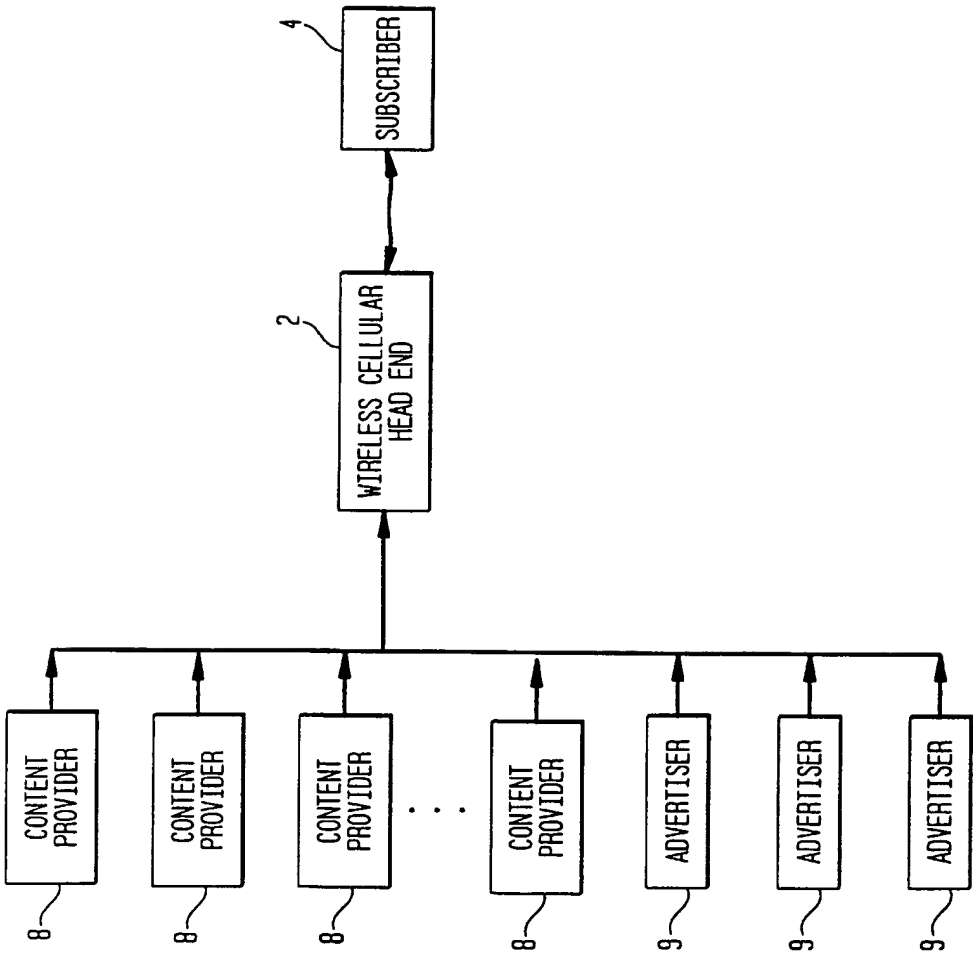 8
CONTENT
PROVIDER
8
CONTENT
PROVIDER
8
CONTENT
PROVIDER
. . .
8
CONTENT
PROVIDER
9
ADVERTISER
9
ADVERTISER
9
ADVERTISER
2
WIRELESS CELLULAR
HEAD END
4
SUBSCRIBER